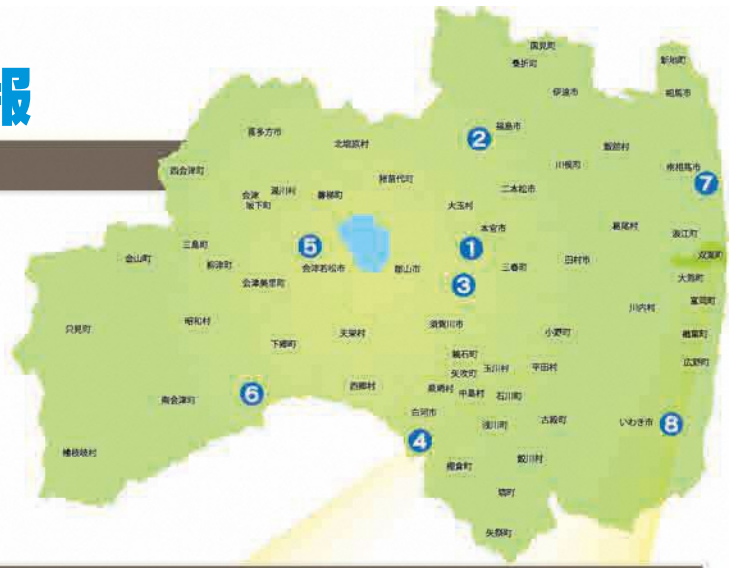 報
国見町
桑折町
新地町
伊達市
相馬市
喜多方市
福島市
2
北塩原村
飯舘村
西会津町
川俣町
南相馬市
猪苗代町
7
湯川村
会津
坂下町
磐梯町
二本松市
大玉村
葛尾村
本宮市
浪江町
三島町
5
1
双葉町
金山町
柳津町
会津若松市
郡山市
三春町
田村市
大熊町
会津美里町
3
富岡町
川内村
昭和村
須賀川市
只見町
天栄村
小野町
楢葉町
下郷町
鏡石町
広野町
矢吹町
玉川村
平田村
西郷村
泉崎村
中島村
石川町
6
南会津町
白河市
古殿町
いわき市
8
浅川町
4
檜枝岐村
棚倉町
鮫川村
塙町
矢祭町